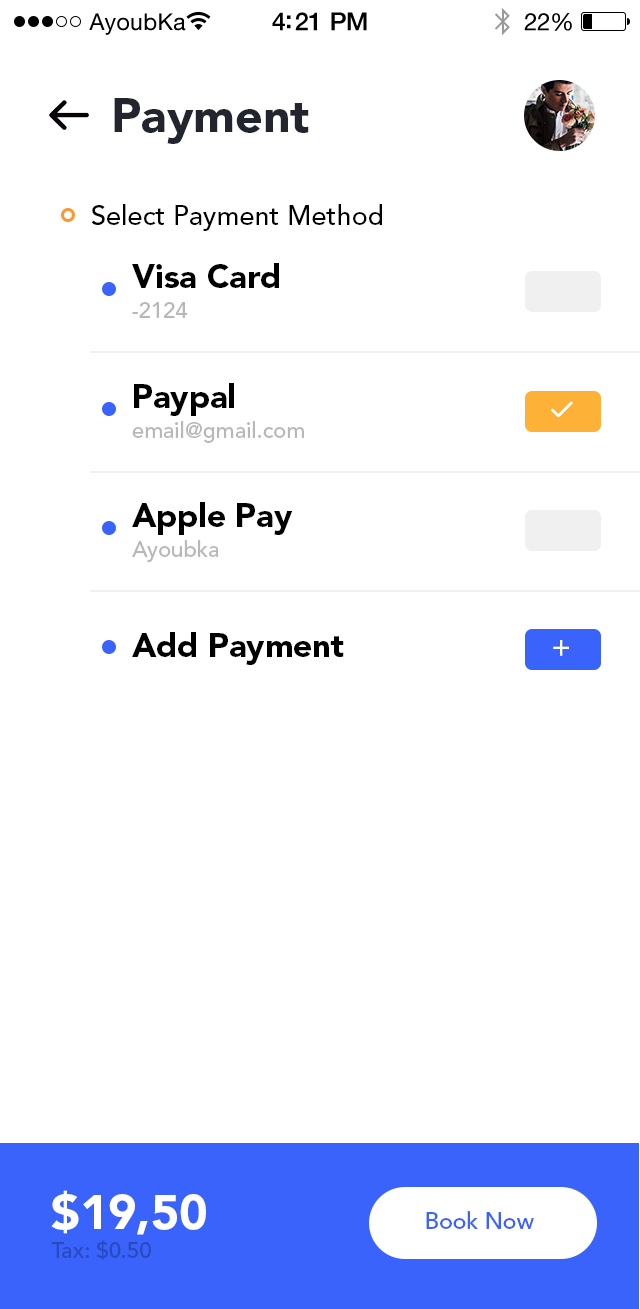 AyoubKa 4:21 PM 22%
Payment
Select Payment Method
Visa Card
-2124
Paypal
email@gmail.com
Apple Pay
Ayoubka
Add Payment
+
$19,50
Tax: $0.50
Book Now